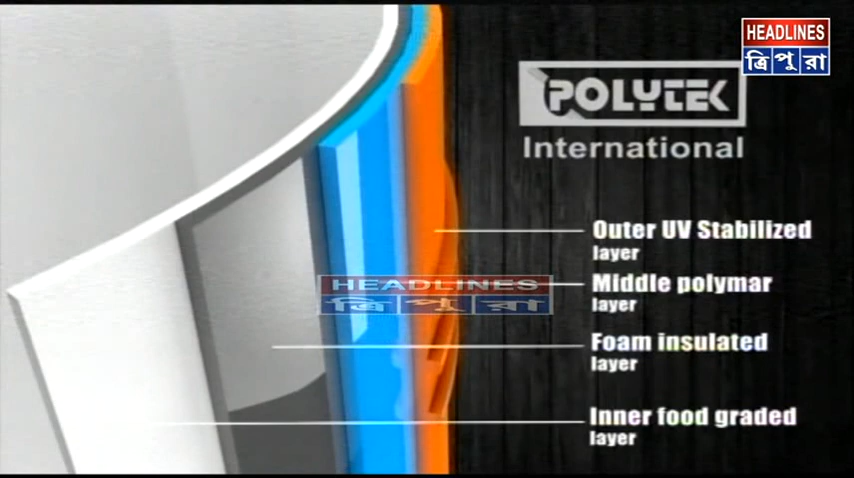 HEADLINES
ত্রিপুরা
POLYTEK
International
Outer UV Stabilized
layer
HEADLINES
ত্রিপুরা
Middle polymar
layer
Foam insulated
layer
Inner food graded
layer